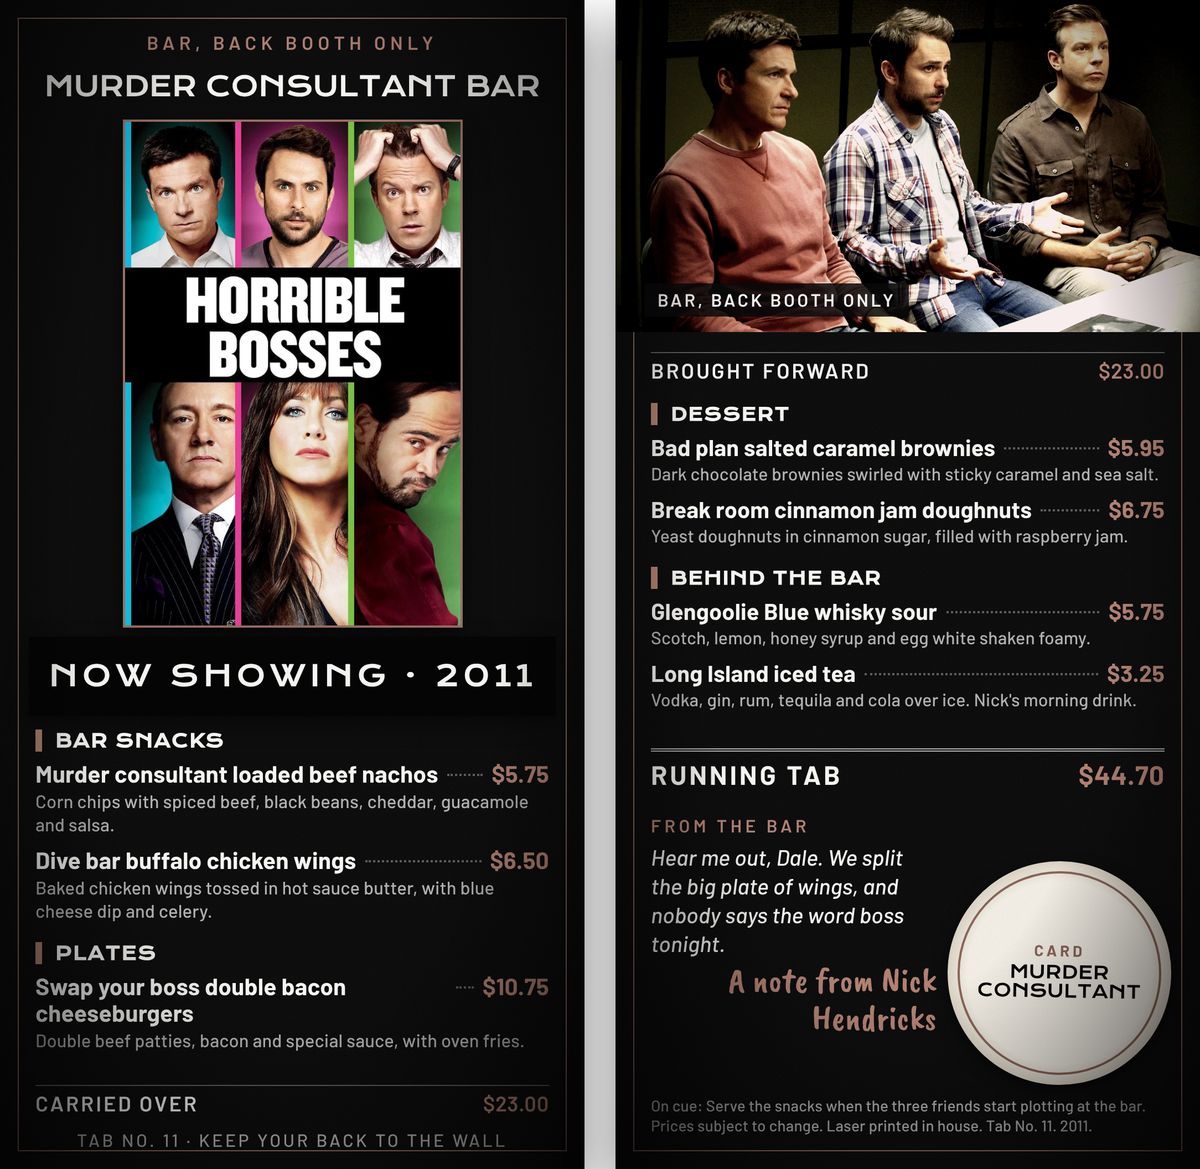 BAR, BACK BOOTH ONLY
MURDER CONSULTANT BAR
HORRIBLE
BOSSES
NOW SHOWING · 2011
BAR SNACKS
Murder consultant loaded beef nachos $5.75
Corn chips with spiced beef, black beans, cheddar, guacamole
and salsa.
Dive bar buffalo chicken wings $6.50
Baked chicken wings tossed in hot sauce butter, with blue
cheese dip and celery.
PLATES
Swap your boss double bacon $10.75
cheeseburgers
Double beef patties, bacon and special sauce, with oven fries.
CARRIED OVER $23.00
TAB NO. 11 · KEEP YOUR BACK TO THE WALL
BAR, BACK BOOTH ONLY
BROUGHT FORWARD $23.00
DESSERT
Bad plan salted caramel brownies $5.95
Dark chocolate brownies swirled with sticky caramel and sea salt.
Break room cinnamon jam doughnuts $6.75
Yeast doughnuts in cinnamon sugar, filled with raspberry jam.
BEHIND THE BAR
Glengoolie Blue whisky sour $5.75
Scotch, lemon, honey syrup and egg white shaken foamy.
Long Island iced tea $3.25
Vodka, gin, rum, tequila and cola over ice. Nick's morning drink.
RUNNING TAB $44.70
FROM THE BAR
Hear me out, Dale. We split
the big plate of wings, and
nobody says the word boss
tonight.
A note from Nick
Hendricks
CARD
MURDER
CONSULTANT
On cue: Serve the snacks when the three friends start plotting at the bar.
Prices subject to change. Laser printed in house. Tab No. 11. 2011.